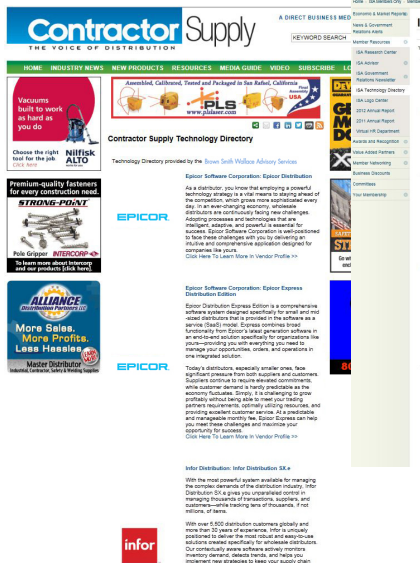 Contractor Supply
THE VOICE OF DISTRIBUTION
A DIRECT BUSINESS MED
KEYWORD SEARCH
HOME INDUSTRY NEWS NEW PRODUCTS RESOURCES MEDIA GUIDE VIDEO SUBSCRIBE LO
Home ISA Members Only Membe
Economic & Market Reports
News & Government
Relations Alerts
Member Resources
ISA Research Center
ISA Advisor
ISA Government
Relations Newsletter
ISA Technology Directory
ISA Logo Center
2012 Annual Report
2011 Annual Report
Virtual HR Department
Awards and Recognition
Value Added Partners
Member Networking
Business Discounts
Committees
Your Membership
Vacuums
built to work
as hard as
you do
Choose the right
tool for the job
Click here
Nilfisk
ALTO
Assembled, Calibrated, Tested and Packaged in San Rafael, California
PLS
www.plslaser.com
Final
Assembly
USA
Contractor Supply Technology Directory
Technology Directory provided by the Brown Smith Wallace Advisory Services
Premium-quality fasteners
for every construction need.
STRONG-POINT
Pole Gripper INTERCORP
To learn more about Intercorp
and our products [click here].
ALLIANCE
Distribution Partners LLC
More Sales.
More Profits.
Less Hassles.
Master Distributor
Industrial, Contractor, Safety & Welding Supplies
EPICOR
Epicor Software Corporation: Epicor Distribution
As a distributor, you know that employing a powerful
technology strategy is a vital means to staying ahead of
the competition, which grows more sophisticated every
day. In an ever-changing economy, wholesale
distributors are continuously facing new challenges.
Adopting processes and technologies that are
intelligent, adaptive, and powerful is essential for
success. Epicor Software Corporation is well-positioned
to face these challenges with you by delivering an
intuitive and comprehensive application designed for
companies like yours.
Click Here To Learn More In Vendor Profile >>
Epicor Software Corporation: Epicor Express
Distribution Edition
Epicor Distribution Express Edition is a comprehensive
software system designed specifically for small and mid
-sized distributors that is provided in the software as a
service (SaaS) model. Express combines broad
functionality from Epicor's latest generation software in
an end-to-end solution specifically for organizations like
yours—providing you with everything you need to
manage your opportunities, orders, and operations in
one integrated solution.
EPICOR
Today's distributors, especially smaller ones, face
significant pressure from both suppliers and customers.
Suppliers continue to require elevated commitments,
while customer demand is hardly predictable as the
economy fluctuates. Simply, it is challenging to grow
profitably without being able to meet your trading
partners requirements, optimally utilizing resources, and
providing excellent customer service. At a predictable
and manageable monthly fee, Epicor Express can help
you meet these challenges and maximize your
opportunity for success.
Click Here To Learn More In Vendor Profile >>
Infor Distribution: Infor Distribution SX.e
With the most powerful system available for managing
the complex demands of the distribution industry, Infor
Distribution SX.e gives you unparalleled control in
managing thousands of transactions, suppliers, and
customers—while tracking tens of thousands, if not
millions, of items.
infor
With over 5,500 distribution customers globally and
more than 30 years of experience, Infor is uniquely
positioned to deliver the most robust and easy-to-use
solutions created specifically for wholesale distributors.
Our contextually aware software actively monitors
inventory demand, detects trends, and helps you
implement new strategies to keep your supply chain